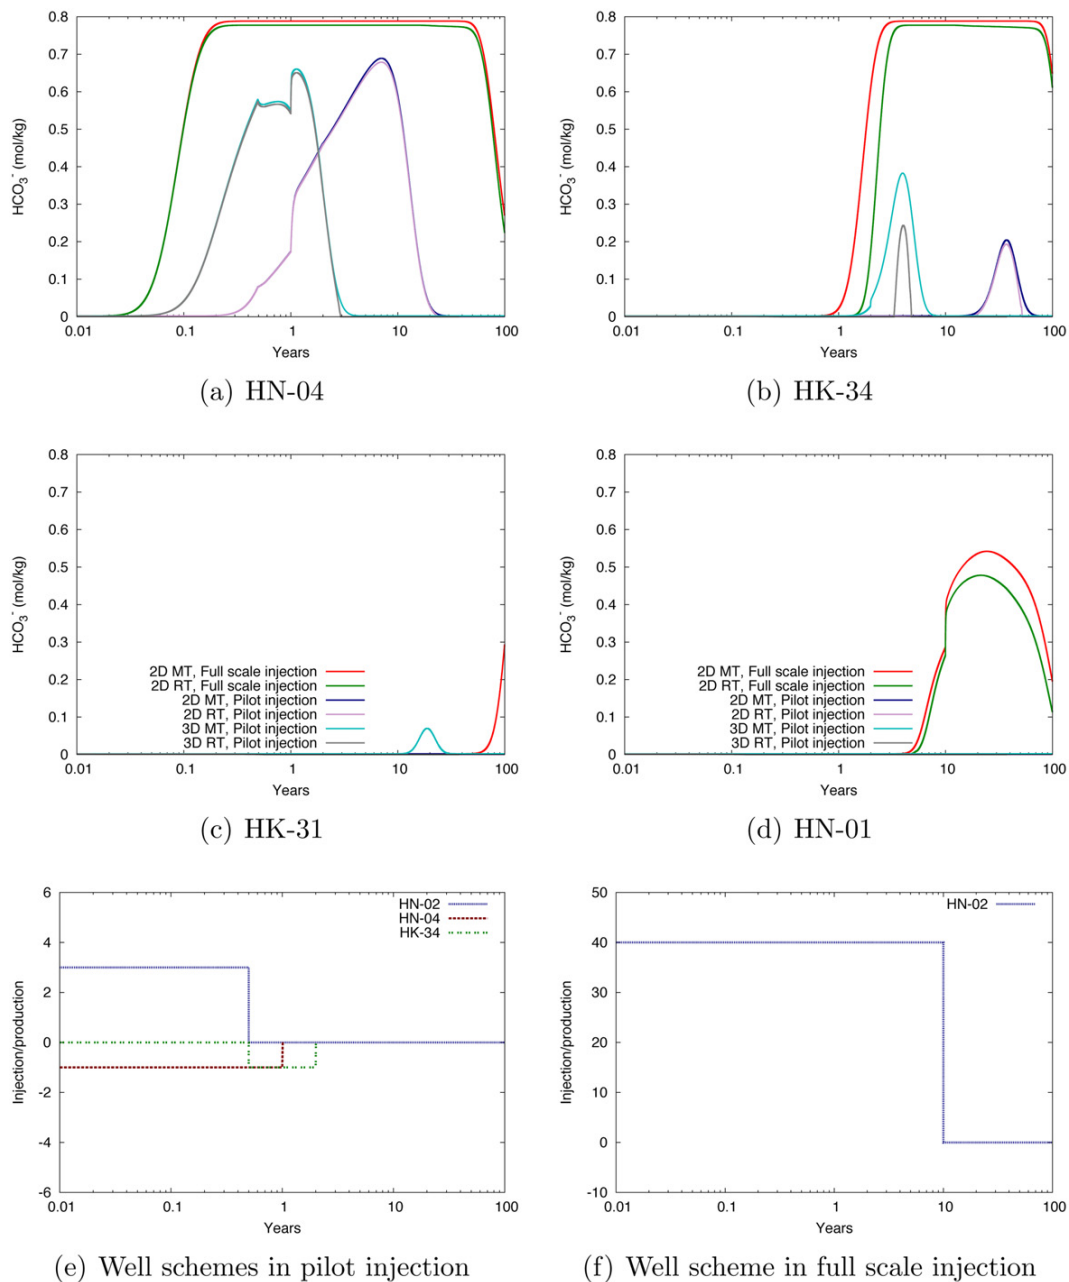 0.8
0.7
0.6
0.5
0.4
0.3
0.2
0.1
0
HCO3- (mol/kg)
0.01 0.1 1 10 100
Years
(a) HN-04
0.8
0.7
0.6
0.5
0.4
0.3
0.2
0.1
0
HCO3- (mol/kg)
0.01 0.1 1 10 100
Years
(b) HK-34
0.8
0.7
0.6
0.5
0.4
0.3
0.2
0.1
0
HCO3- (mol/kg)
2D MT, Full scale injection
2D RT, Full scale injection
2D MT, Pilot injection
2D RT, Pilot injection
3D MT, Pilot injection
3D RT, Pilot injection
0.01 0.1 1 10 100
Years
(c) HK-31
0.8
0.7
0.6
0.5
0.4
0.3
0.2
0.1
0
HCO3- (mol/kg)
2D MT, Full scale injection
2D RT, Full scale injection
2D MT, Pilot injection
2D RT, Pilot injection
3D MT, Pilot injection
3D RT, Pilot injection
0.01 0.1 1 10 100
Years
(d) HN-01
6
4
2
0
-2
-4
-6
Injection/production
HN-02
HN-04
HK-34
0.01 0.1 1 10 100
Years
(e) Well schemes in pilot injection
50
40
30
20
10
0
-10
Injection/production
HN-02
0.01 0.1 1 10 100
Years
(f) Well scheme in full scale injection